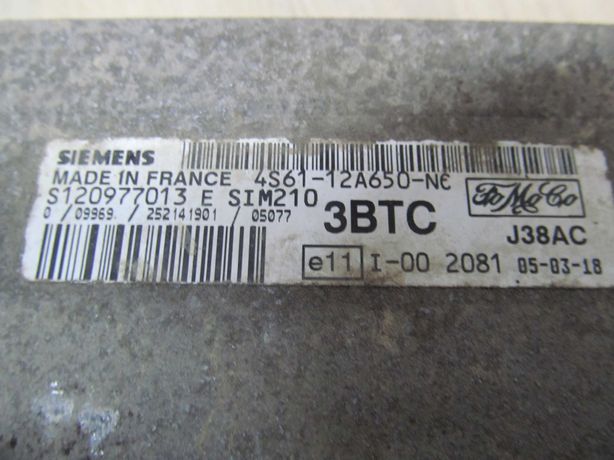 SIEMENS
MADE IN FRANCE 4S61-12A650-NC
S120977013 E SIM210
0 / 09969. / 252141901 / 05077
3BTC
FoMoCo
J38AC
e11 I-00 2081 05-03-18